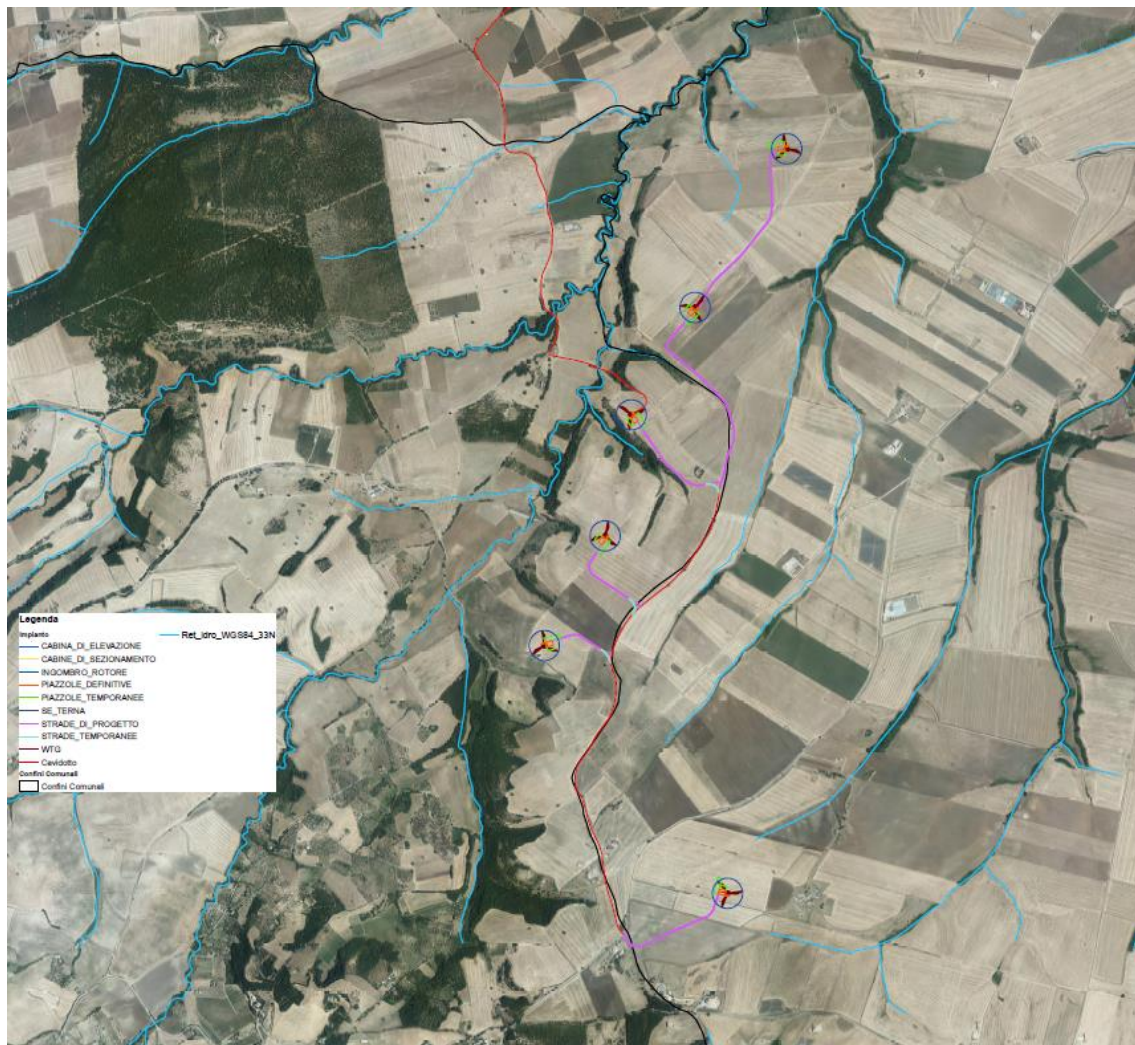 Legenda
Impianto
Ret_Idro_WGS84_33N
CABINA_DI_ELEVAZIONE
CABINE_DI_SEZIONAMENTO
INGOMBRO_ROTORE
PIAZZOLE_DEFINITIVE
PIAZZOLE_TEMPORANEE
SE_TERNA
STRADE_DI_PROGETTO
STRADE_TEMPORANEE
WTG
Cavidotto
Confini Comunali
Confini Comunali